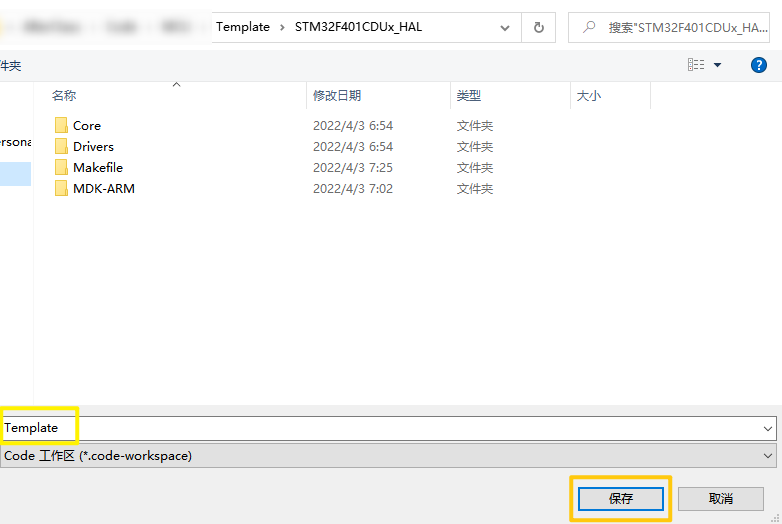 Template › STM32F401CDUx_HAL
搜索"STM32F401CDUx_HA...
件夹
名称 修改日期 类型 大小
ersona
Core 2022/4/3 6:54 文件夹
Drivers 2022/4/3 6:54 文件夹
Makefile 2022/4/3 7:25 文件夹
MDK-ARM 2022/4/3 7:02 文件夹
Template
Code 工作区 (*.code-workspace)
保存 取消